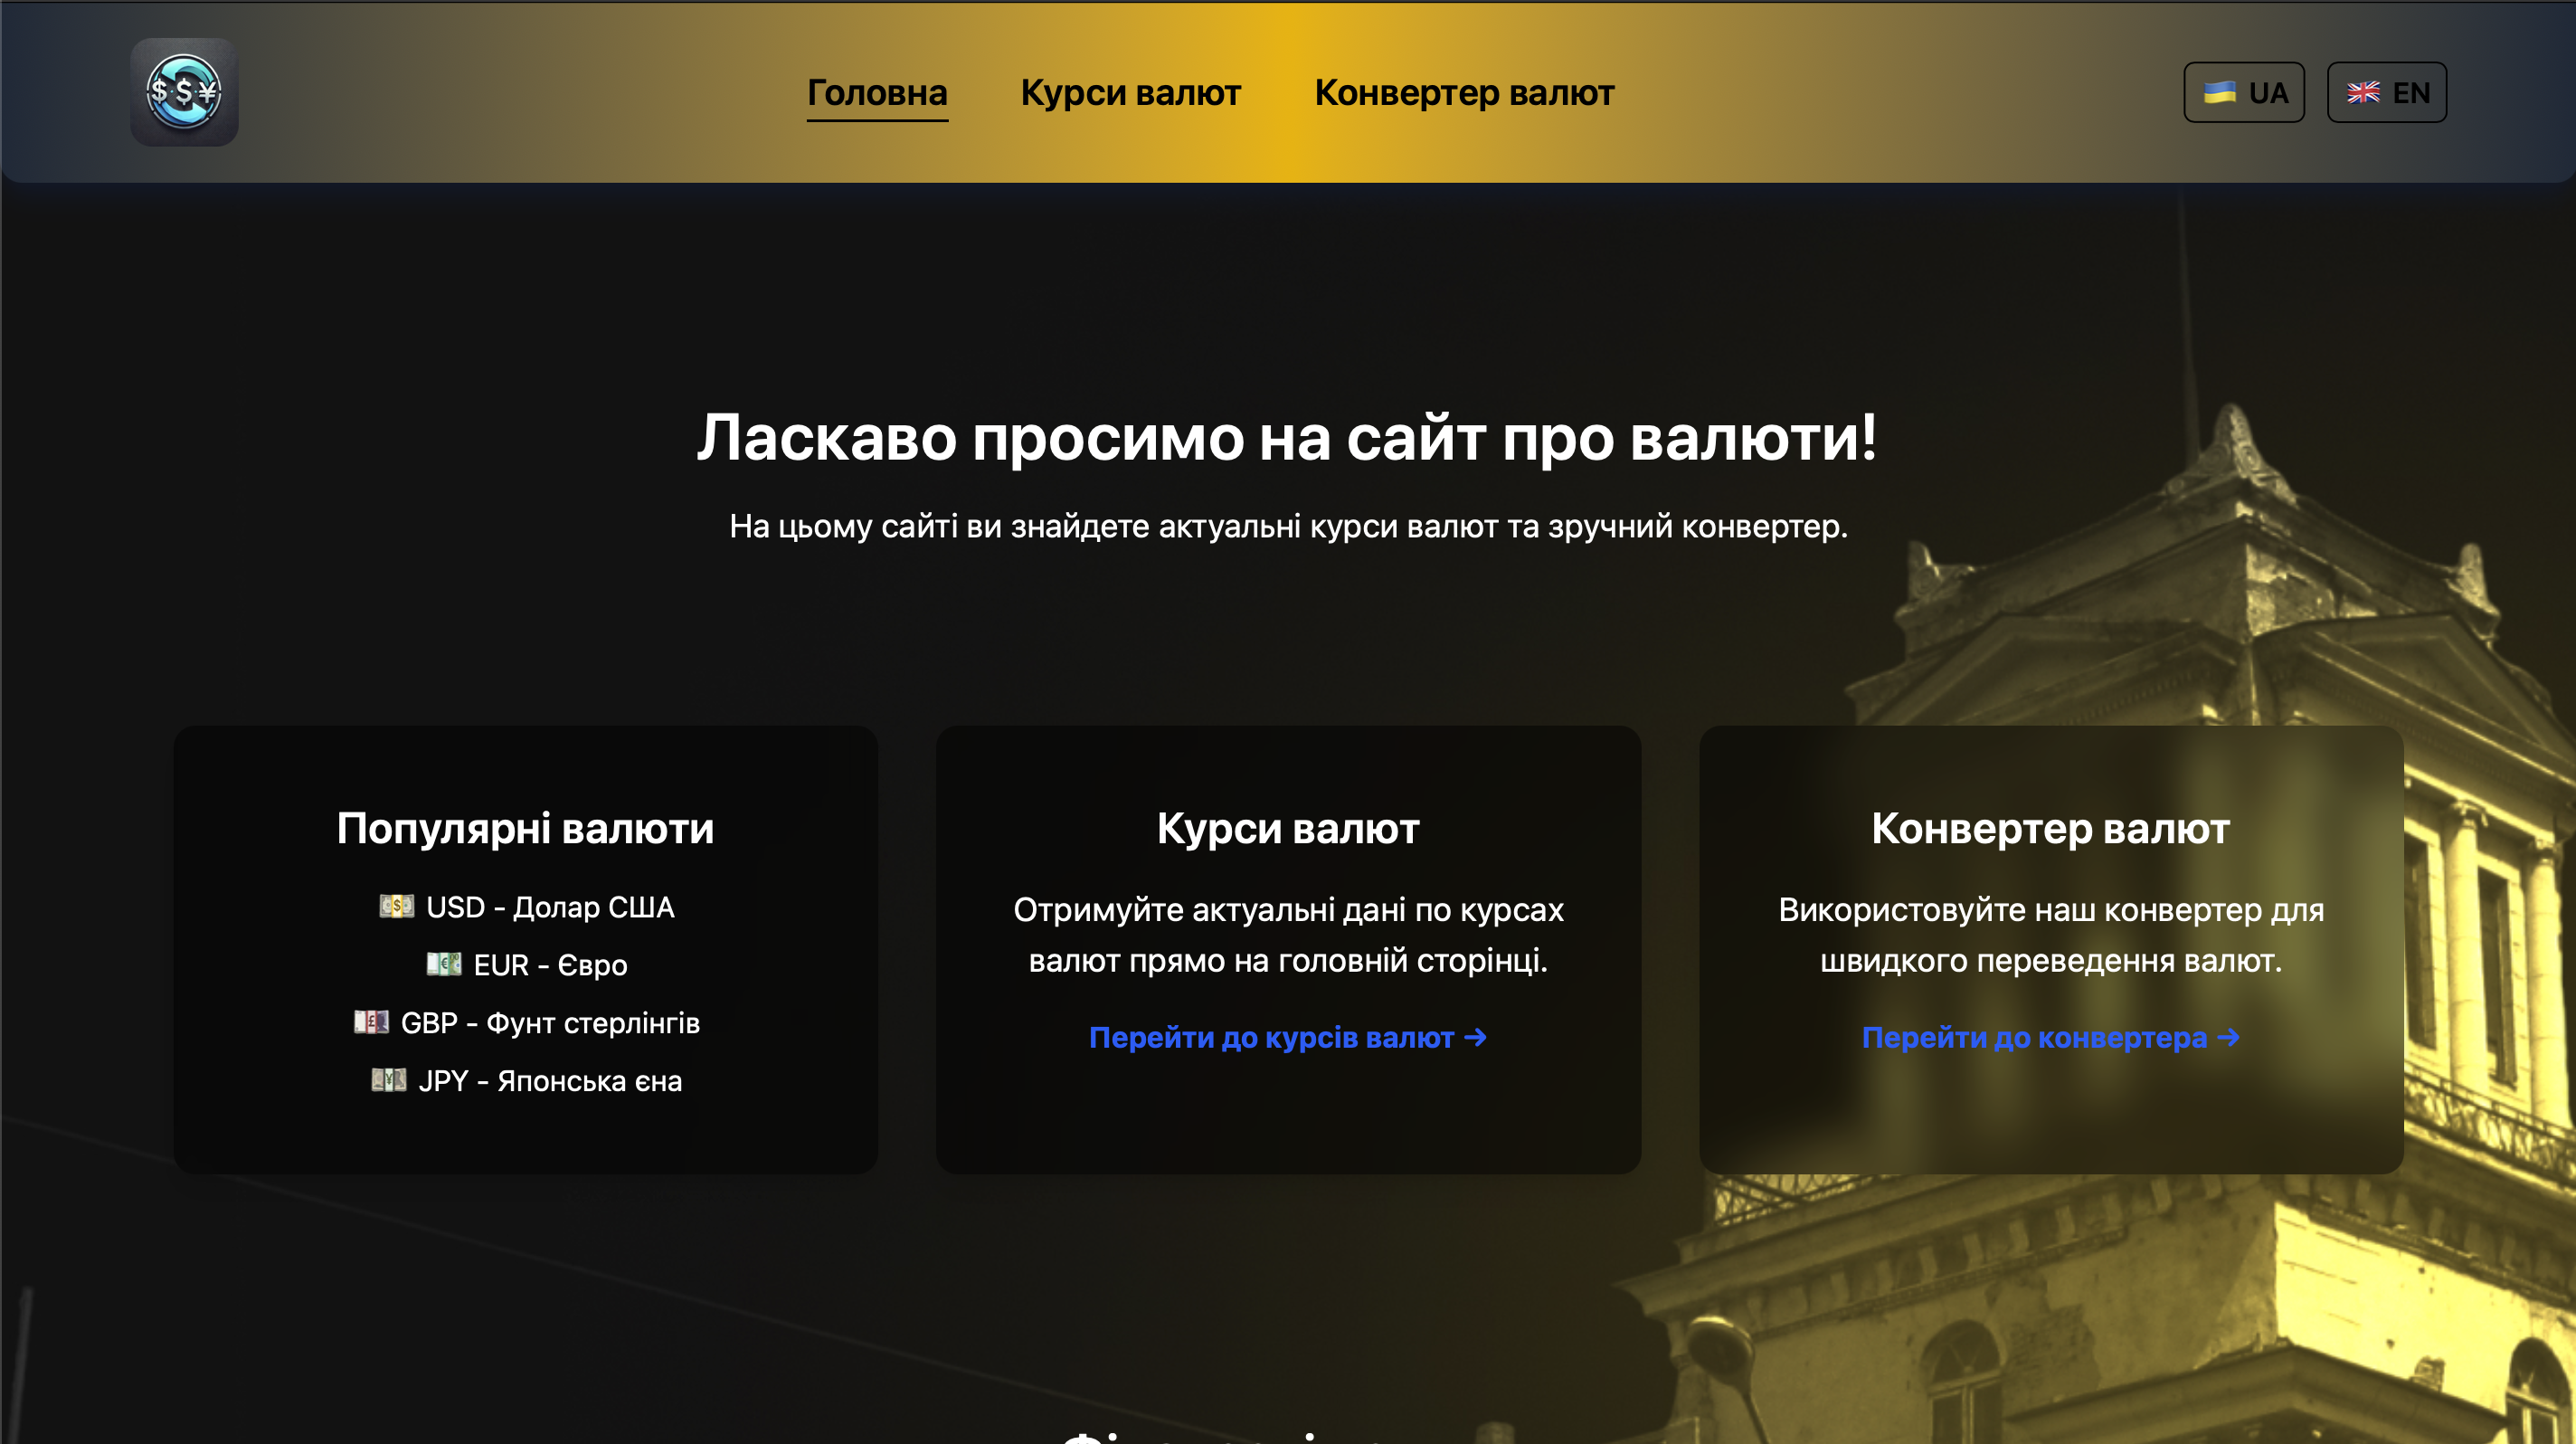 $ $ ¥
Головна
Курси валют
Конвертер валют
UA
EN
Ласкаво просимо на сайт про валюти!
На цьому сайті ви знайдете актуальні курси валют та зручний конвертер.
Популярні валюти
USD - Долар США
EUR - Євро
GBP - Фунт стерлінгів
JPY - Японська єна
Курси валют
Отримуйте актуальні дані по курсах
валют прямо на головній сторінці.
Перейти до курсів валют →
Конвертер валют
Використовуйте наш конвертер для
швидкого переведення валют.
Перейти до конвертера →